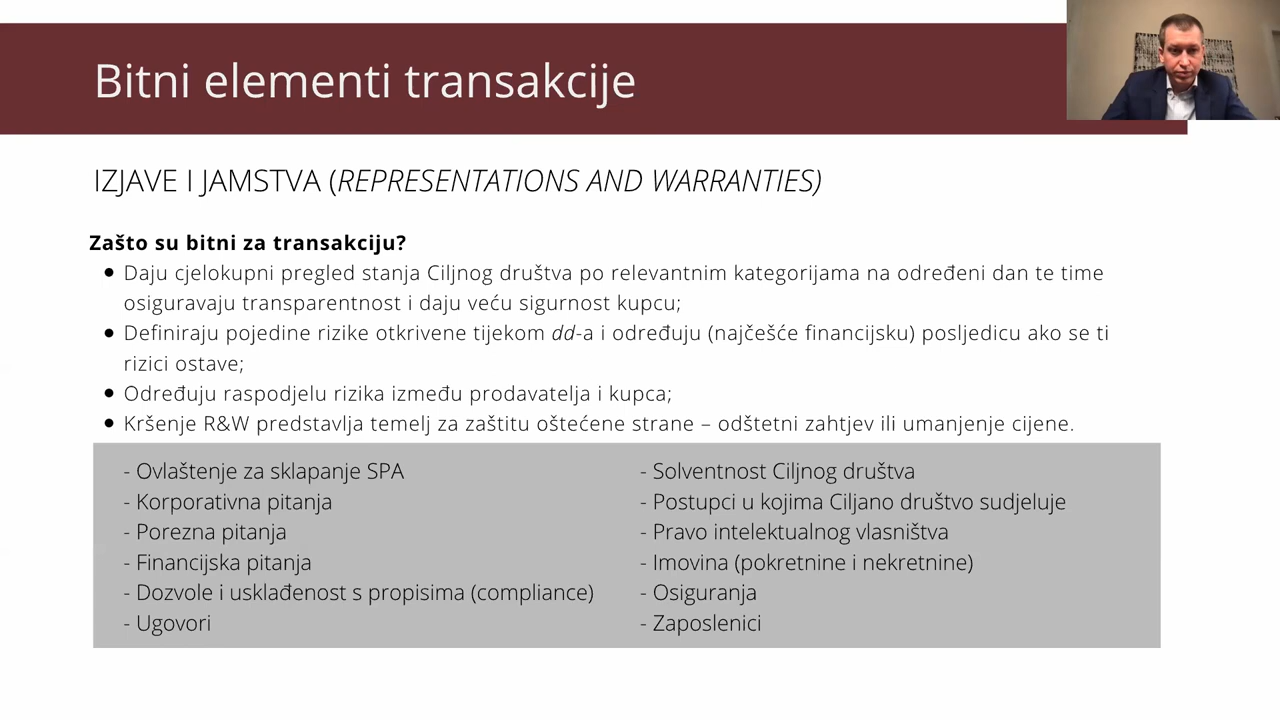 Bitni elementi transakcije
IZJAVE I JAMSTVA (REPRESENTATIONS AND WARRANTIES)
Zašto su bitni za transakciju?
● Daju cjelokupni pregled stanja Ciljnog društva po relevantnim kategorijama na određeni dan te time
osiguravaju transparentnost i daju veću sigurnost kupcu;
● Definiraju pojedine rizike otkrivene tijekom dd-a i određuju (najčešće financijsku) posljedicu ako se ti
rizici ostave;
● Određuju raspodjelu rizika između prodavatelja i kupca;
● Kršenje R&W predstavlja temelj za zaštitu oštećene strane – odštetni zahtjev ili umanjenje cijene.
- Ovlaštenje za sklapanje SPA
- Korporativna pitanja
- Porezna pitanja
- Financijska pitanja
- Dozvole i usklađenost s propisima (compliance)
- Ugovori
- Solventnost Ciljnog društva
- Postupci u kojima Ciljano društvo sudjeluje
- Pravo intelektualnog vlasništva
- Imovina (pokretnine i nekretnine)
- Osiguranja
- Zaposlenici